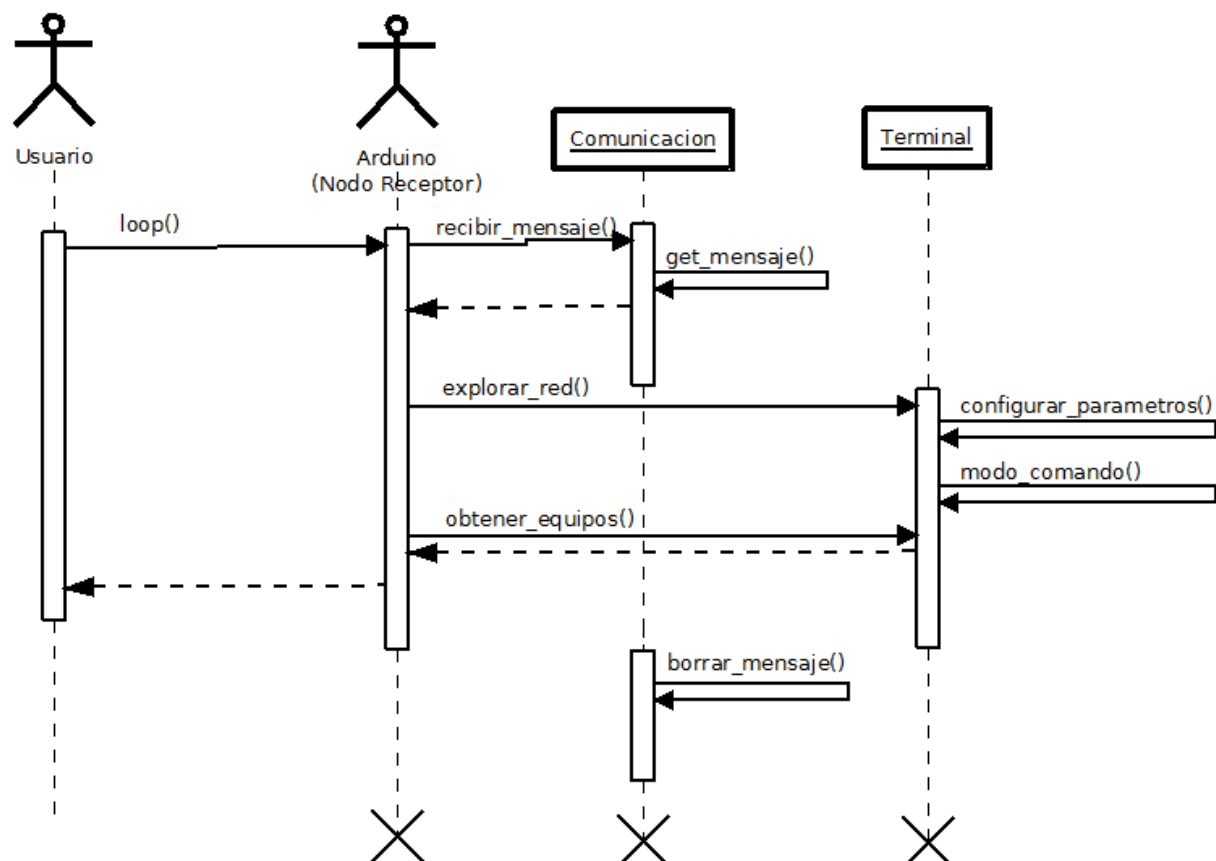 Usuario
Arduino
(Nodo Receptor)
Comunicacion
Terminal
loop()
recibir_mensaje()
get_mensaje()
explorar_red()
configurar_parametros()
modo_comando()
obtener_equipos()
borrar_mensaje()